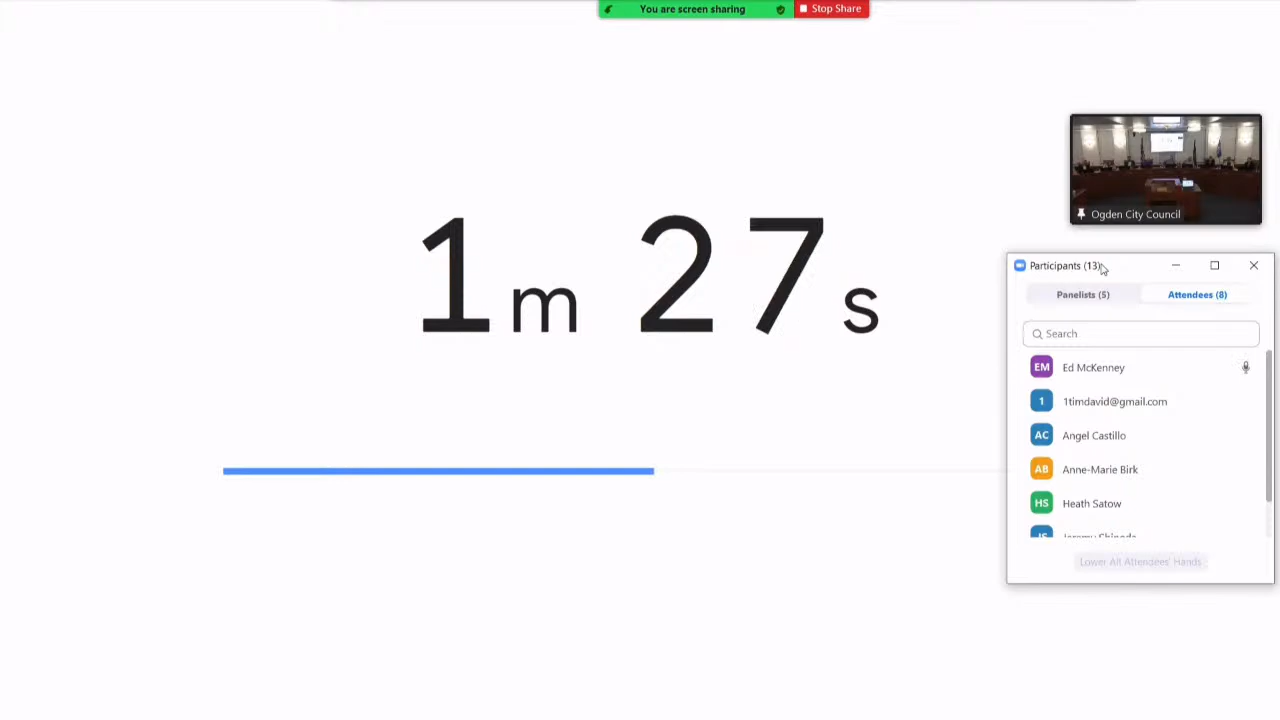 You are screen sharing
Stop Share
1m 27s
Ogden City Council
Participants (13)
Panelists (5)
Attendees (8)
Search
EM Ed McKenney
1 1timdavid@gmail.com
AC Angel Castillo
AB Anne-Marie Birk
HS Heath Satow
Lower All Attendees' Hands